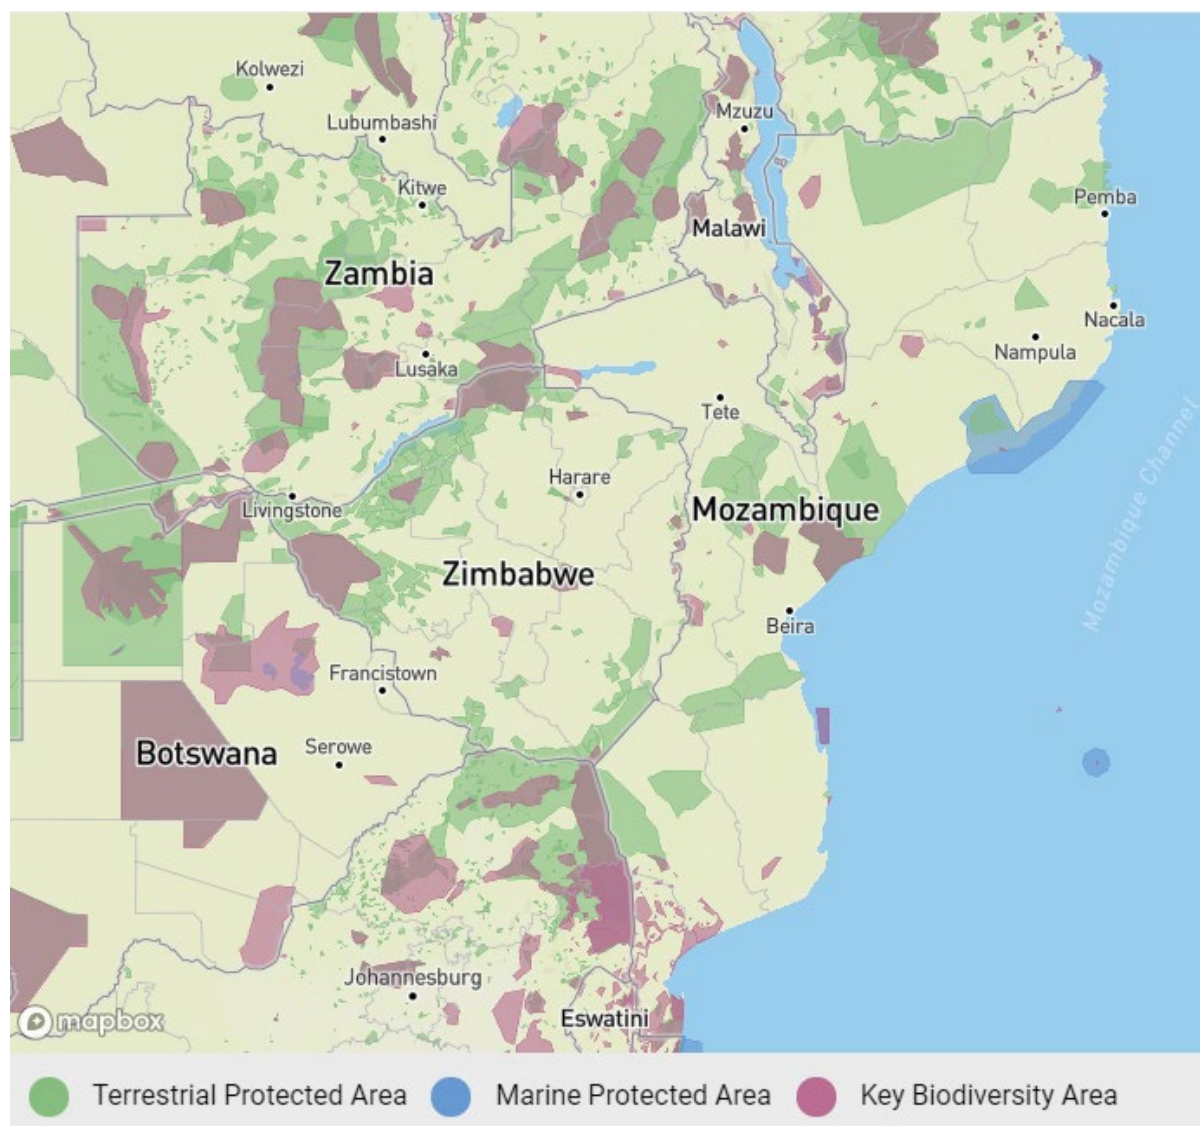 Kolwezi
Lubumbashi
Mzuzu
Kitwe
Pemba
Malawi
Zambia
Nacala
Nampula
Lusaka
Tete
Harare
Livingstone
Mozambique
Mozambique Channel
Zimbabwe
Beira
Francistown
Botswana
Serowe
Johannesburg
Eswatini
mapbox
Terrestrial Protected Area
Marine Protected Area
Key Biodiversity Area